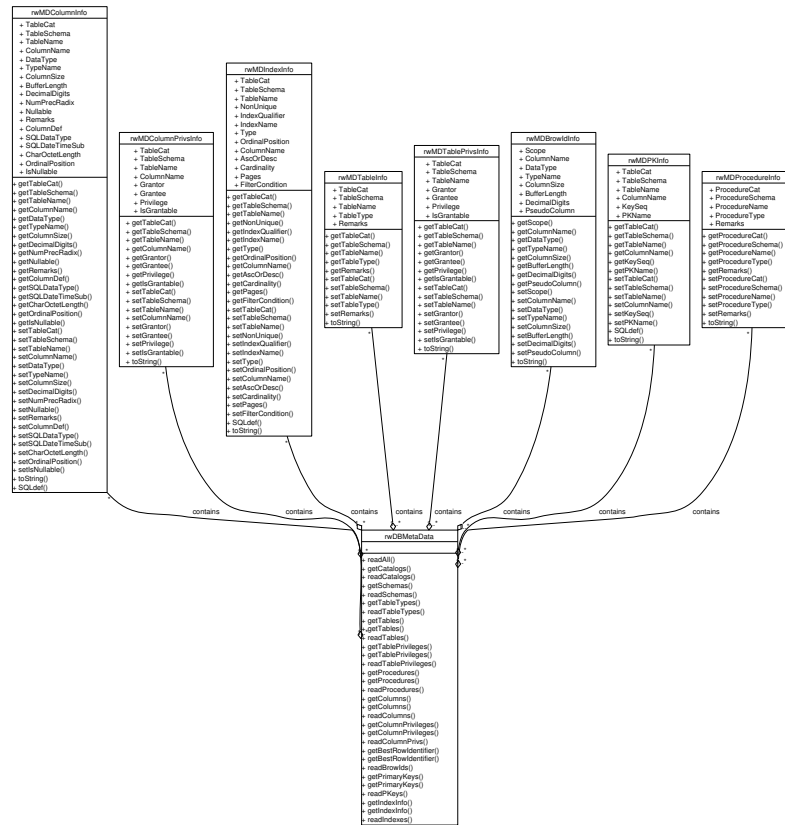 rwMDColumnInfo
+ TableCat
+ TableSchema
+ TableName
+ ColumnName
+ DataType
+ TypeName
+ ColumnSize
+ BufferLength
+ DecimalDigits
+ NumPrecRadix
+ Nullable
+ Remarks
+ ColumnDef
+ SQLDataType
+ SQLDateTimeSub
+ CharOctetLength
+ OrdinalPosition
+ IsNullable
+ getTableCat()
+ getTableSchema()
+ getTableName()
+ getColumnName()
+ getDataType()
+ getTypeName()
+ getColumnSize()
+ getDecimalDigits()
+ getNumPrecRadix()
+ getNullable()
+ getRemarks()
+ getColumnDef()
+ getSQLDataType()
+ getSQLDateTimeSub()
+ getCharOctetLength()
+ getOrdinalPosition()
+ getIsNullable()
+ setTableCat()
+ setTableSchema()
+ setTableName()
+ setColumnName()
+ setDataType()
+ setTypeName()
+ setColumnSize()
+ setDecimalDigits()
+ setNumPrecRadix()
+ setNullable()
+ setRemarks()
+ setColumnDef()
+ setSQLDataType()
+ setSQLDateTimeSub()
+ setCharOctetLength()
+ setOrdinalPosition()
+ setIsNullable()
+ toString()
+ SQLdef()
rwMDColumnPrivsInfo
+ TableCat
+ TableSchema
+ TableName
+ ColumnName
+ Grantor
+ Grantee
+ Privilege
+ IsGrantable
+ getTableCat()
+ getTableSchema()
+ getTableName()
+ getColumnName()
+ getGrantor()
+ getGrantee()
+ getPrivilege()
+ getIsGrantable()
+ setTableCat()
+ setTableSchema()
+ setTableName()
+ setColumnName()
+ setGrantor()
+ setGrantee()
+ setPrivilege()
+ setIsGrantable()
+ toString()
rwMDIndexInfo
+ TableCat
+ TableSchema
+ TableName
+ NonUnique
+ IndexQualifier
+ IndexName
+ Type
+ OrdinalPosition
+ ColumnName
+ AscOrDesc
+ Cardinality
+ Pages
+ FilterCondition
+ getTableCat()
+ getTableSchema()
+ getTableName()
+ getNonUnique()
+ getIndexQualifier()
+ getIndexName()
+ getType()
+ getOrdinalPosition()
+ getColumnName()
+ getAscOrDesc()
+ getCardinality()
+ getPages()
+ getFilterCondition()
+ setTableCat()
+ setTableSchema()
+ setTableName()
+ setNonUnique()
+ setIndexQualifier()
+ setIndexName()
+ setType()
+ setOrdinalPosition()
+ setColumnName()
+ setAscOrDesc()
+ setCardinality()
+ setPages()
+ setFilterCondition()
+ SQLdef()
+ toString()
rwMDTableInfo
+ TableCat
+ TableSchema
+ TableName
+ TableType
+ Remarks
+ getTableCat()
+ getTableSchema()
+ getTableName()
+ getTableType()
+ getRemarks()
+ setTableCat()
+ setTableSchema()
+ setTableName()
+ setTableType()
+ setRemarks()
+ toString()
rwMDTablePrivsInfo
+ TableCat
+ TableSchema
+ TableName
+ Grantor
+ Grantee
+ Privilege
+ IsGrantable
+ getTableCat()
+ getTableSchema()
+ getTableName()
+ getGrantor()
+ getGrantee()
+ getPrivilege()
+ getIsGrantable()
+ setTableCat()
+ setTableSchema()
+ setTableName()
+ setGrantor()
+ setGrantee()
+ setPrivilege()
+ setIsGrantable()
+ toString()
rwMDBrowIdInfo
+ Scope
+ ColumnName
+ DataType
+ TypeName
+ ColumnSize
+ BufferLength
+ DecimalDigits
+ PseudoColumn
+ getScope()
+ getColumnName()
+ getDataType()
+ getTypeName()
+ getColumnSize()
+ getBufferLength()
+ getDecimalDigits()
+ getPseudoColumn()
+ setScope()
+ setColumnName()
+ setDataType()
+ setTypeName()
+ setColumnSize()
+ setBufferLength()
+ setDecimalDigits()
+ setPseudoColumn()
+ toString()
rwMDPKInfo
+ TableCat
+ TableSchema
+ TableName
+ ColumnName
+ KeySeq
+ PKName
+ getTableCat()
+ getTableSchema()
+ getTableName()
+ getColumnName()
+ getKeySeq()
+ getPKName()
+ setTableCat()
+ setTableSchema()
+ setTableName()
+ setColumnName()
+ setKeySeq()
+ setPKName()
+ SQLdef()
+ toString()
rwMDProcedureInfo
+ ProcedureCat
+ ProcedureSchema
+ ProcedureName
+ ProcedureType
+ Remarks
+ getProcedureCat()
+ getProcedureSchema()
+ getProcedureName()
+ getProcedureType()
+ getRemarks()
+ setProcedureCat()
+ setProcedureSchema()
+ setProcedureName()
+ setProcedureType()
+ setRemarks()
+ toString()
contains
contains
contains
contains
contains
contains
contains
contains
rwDBMetaData
+ readAll()
+ getCatalogs()
+ readCatalogs()
+ getSchemas()
+ readSchemas()
+ getTableTypes()
+ readTableTypes()
+ getTables()
+ getTables()
+ readTables()
+ getTablePrivileges()
+ getTablePrivileges()
+ readTablePrivileges()
+ getProcedures()
+ getProcedures()
+ readProcedures()
+ getColumns()
+ getColumns()
+ readColumns()
+ getColumnPrivileges()
+ getColumnPrivileges()
+ readColumnPrivs()
+ getBestRowIdentifier()
+ getBestRowIdentifier()
+ readBrowIds()
+ getPrimaryKeys()
+ getPrimaryKeys()
+ readPKeys()
+ getIndexInfo()
+ getIndexInfo()
+ readIndexes()